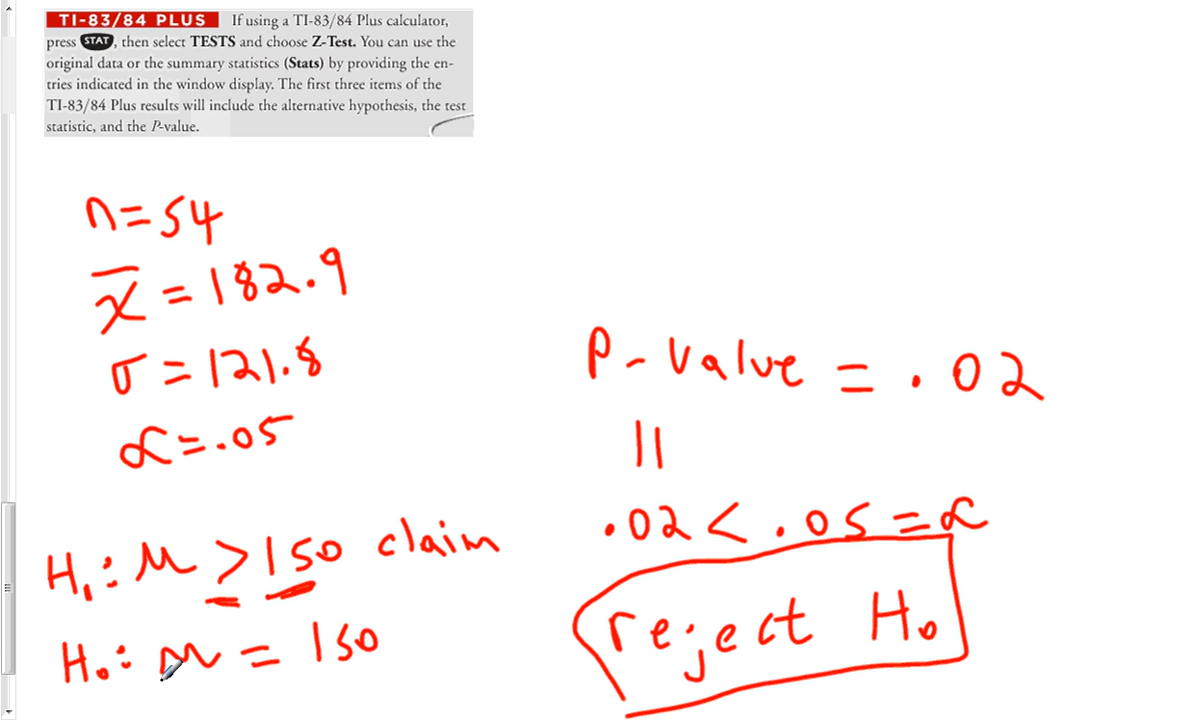 TI-83/84 PLUS If using a TI-83/84 Plus calculator,
press STAT, then select TESTS and choose Z-Test. You can use the
original data or the summary statistics (Stats) by providing the en-
tries indicated in the window display. The first three items of the
TI-83/84 Plus results will include the alternative hypothesis, the test
statistic, and the P-value.
n=54
x̅ = 182.9
σ = 121.8
α=.05
H₁: μ > 150 claim
H₀: μ = 150
P-value = .02
||
.02 < .05 = α
reject H₀